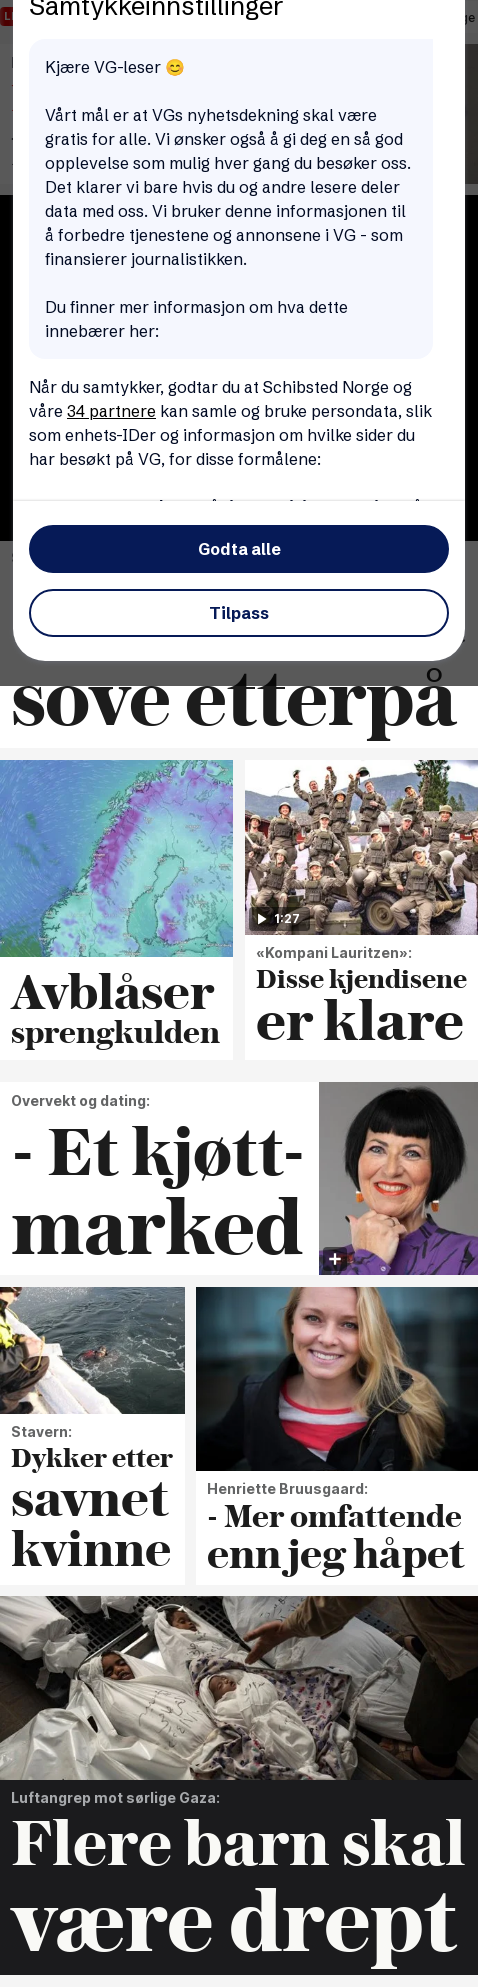 Samtykkeinnstillinger
Kjære VG-leser 😊
Vårt mål er at VGs nyhetsdekning skal være
gratis for alle. Vi ønsker også å gi deg en så god
opplevelse som mulig hver gang du besøker oss.
Det klarer vi bare hvis du og andre lesere deler
data med oss. Vi bruker denne informasjonen til
å forbedre tjenestene og annonsene i VG - som
finansierer journalistikken.
Du finner mer informasjon om hva dette
innebærer her:
Når du samtykker, godtar du at Schibsted Norge og
våre 34 partnere kan samle og bruke persondata, slik
som enhets-IDer og informasjon om hvilke sider du
har besøkt på VG, for disse formålene:
Godta alle
Tilpass
sove etterpå
Avblåser
sprengkulden
1:27
«Kompani Lauritzen»:
Disse kjendisene
er klare
Overvekt og dating:
- Et kjøtt-
marked
Stavern:
Dykker etter
savnet
kvinne
Henriette Bruusgaard:
- Mer omfattende
enn jeg håpet
Luftangrep mot sørlige Gaza:
Flere barn skal
være drept